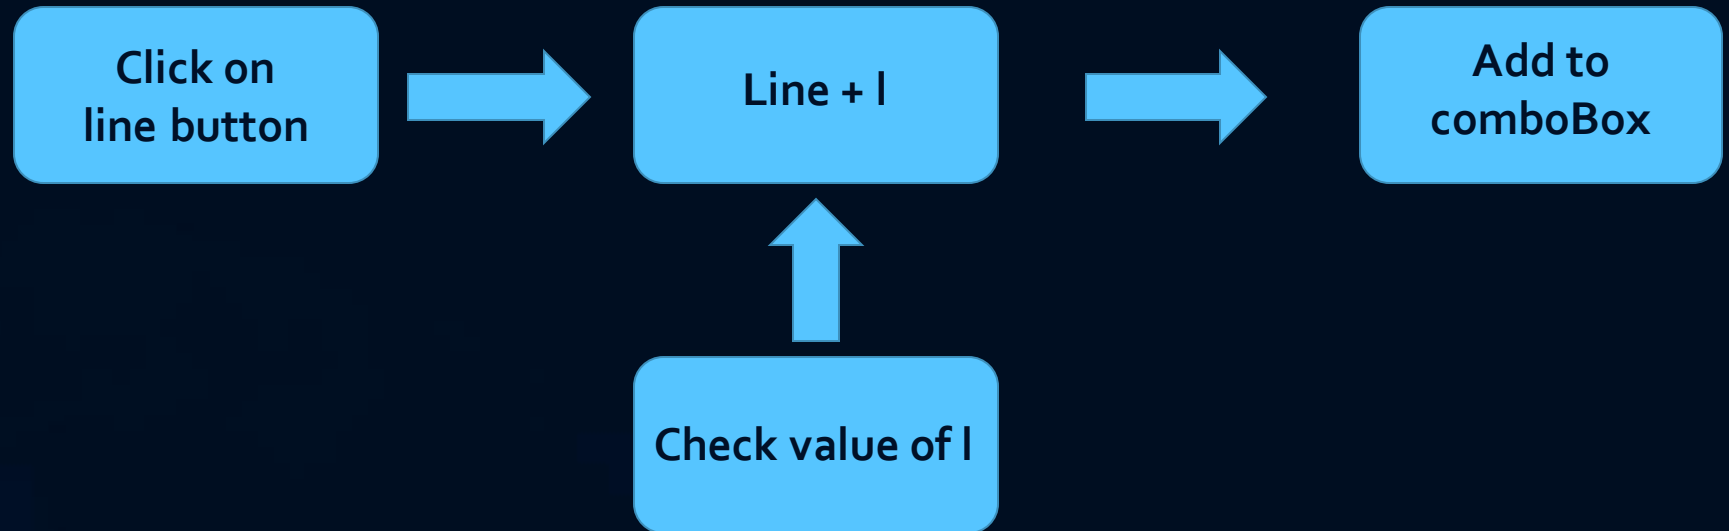 Click on
line button
Line + l
Add to
comboBox
Check value of l